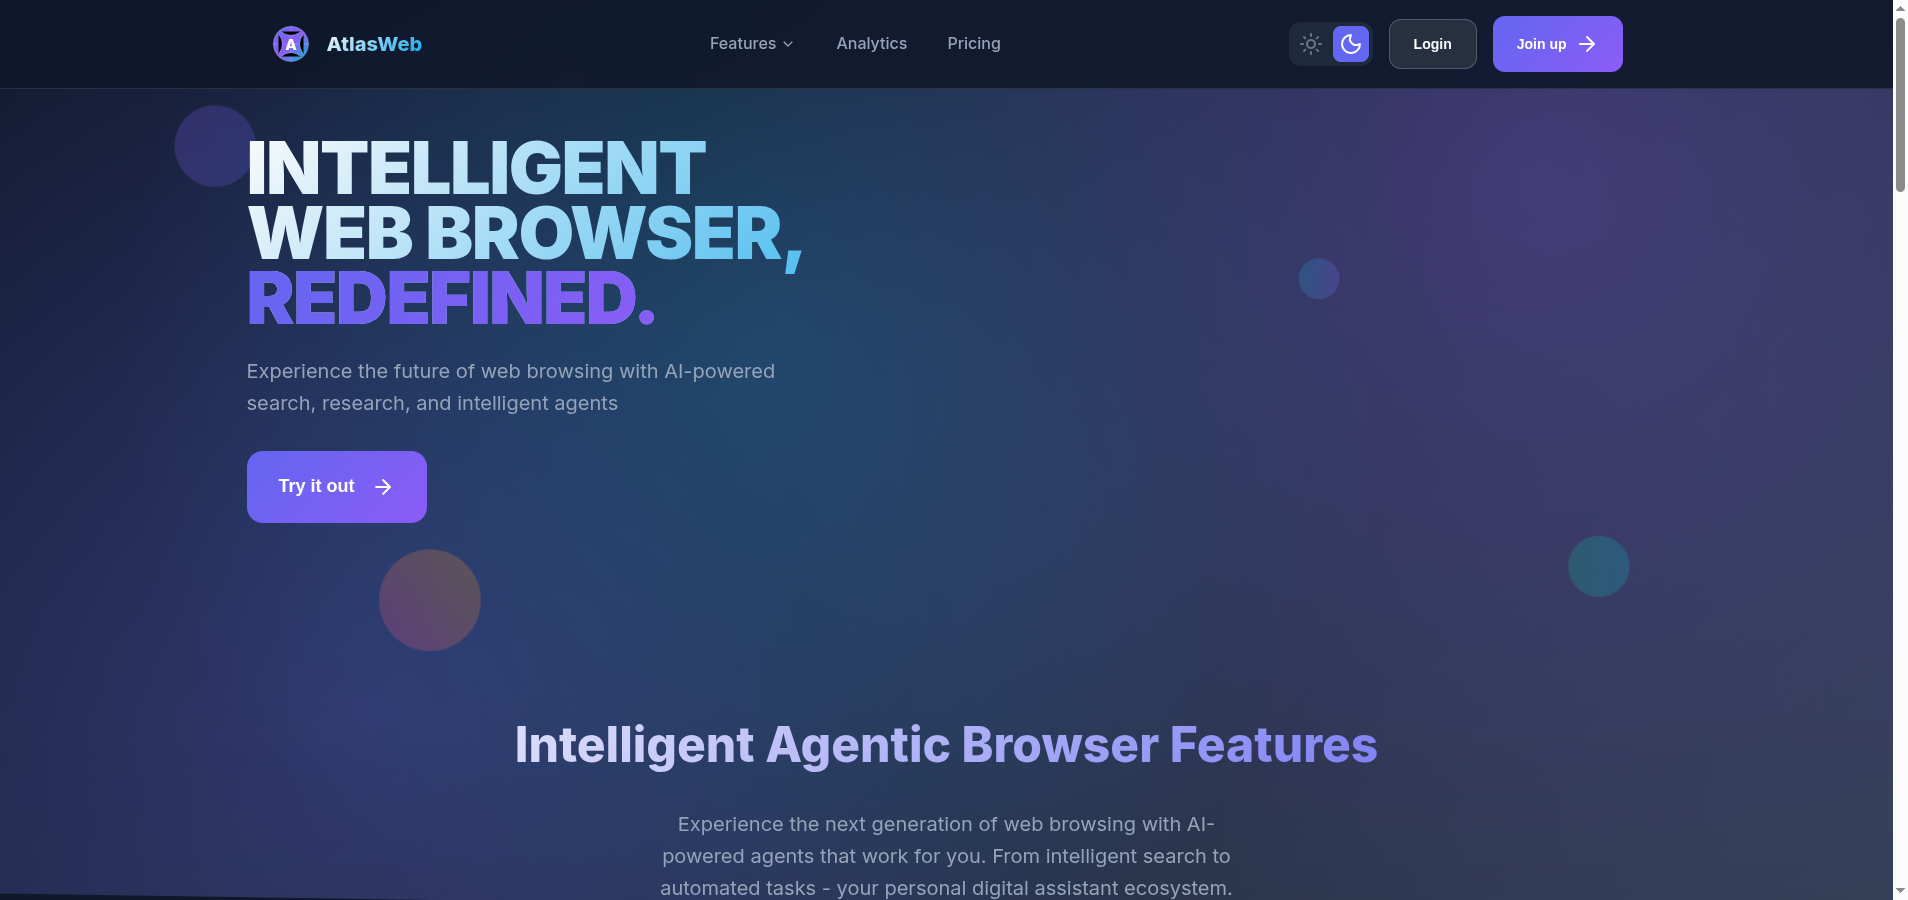 A
AtlasWeb
Features
Analytics
Pricing
Login
Join up
INTELLIGENT
WEB BROWSER,
REDEFINED.
Experience the future of web browsing with AI-powered
search, research, and intelligent agents
Try it out
Intelligent Agentic Browser Features
Experience the next generation of web browsing with AI-
powered agents that work for you. From intelligent search to
automated tasks - your personal digital assistant ecosystem.